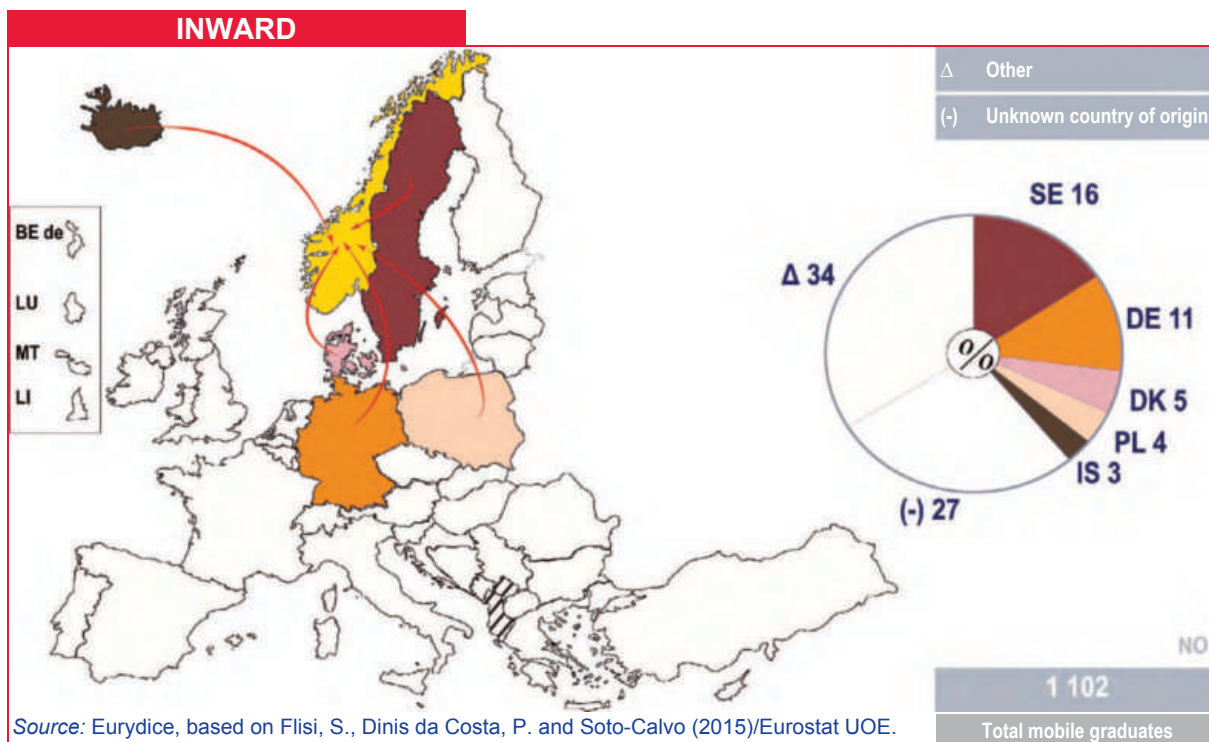 INWARD
∆ Other
(-) Unknown country of origin
BE de
LU
MT
LI
SE 16
DE 11
DK 5
PL 4
IS 3
(-) 27
Δ 34
%
NO
1 102
Total mobile graduates
Source: Eurydice, based on Flisi, S., Dinis da Costa, P. and Soto-Calvo (2015)/Eurostat UOE.